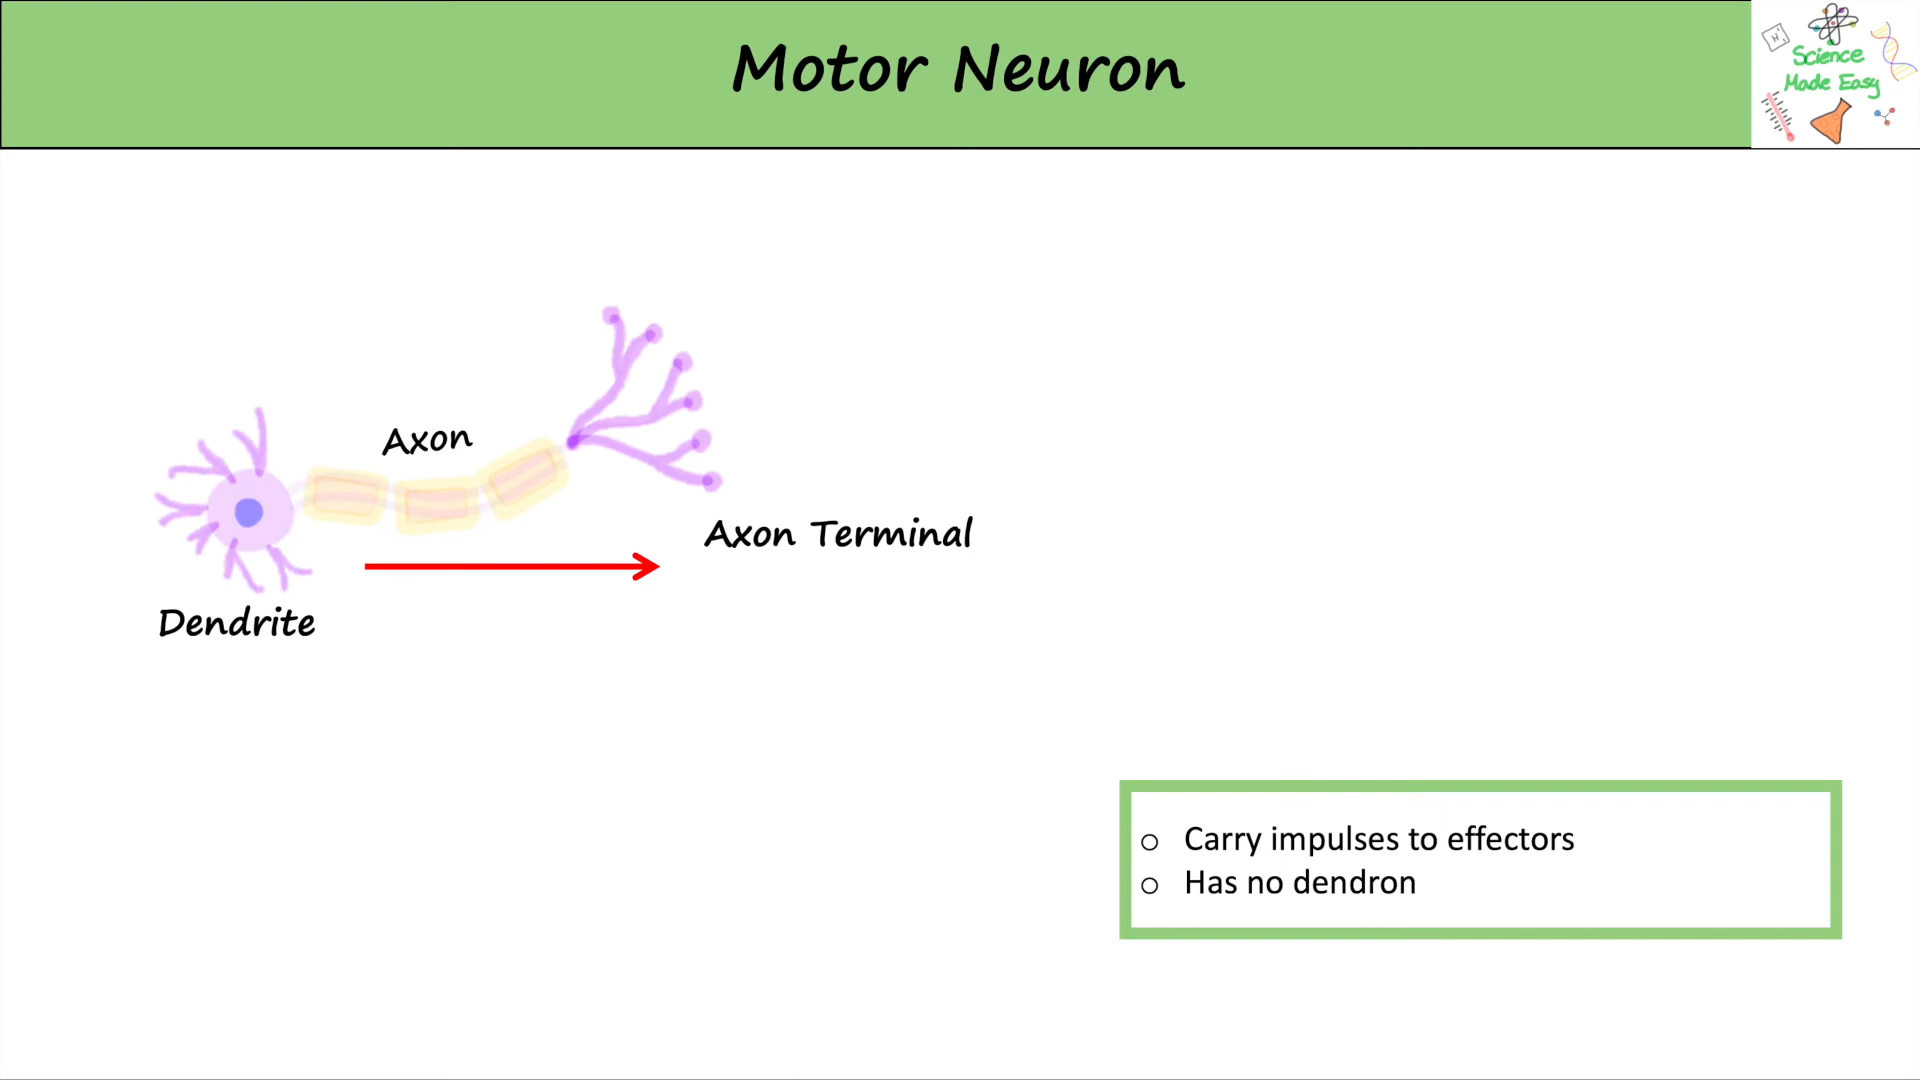 Motor Neuron
Science
Made Easy
Axon
Axon Terminal
Dendrite
o Carry impulses to effectors
o Has no dendron